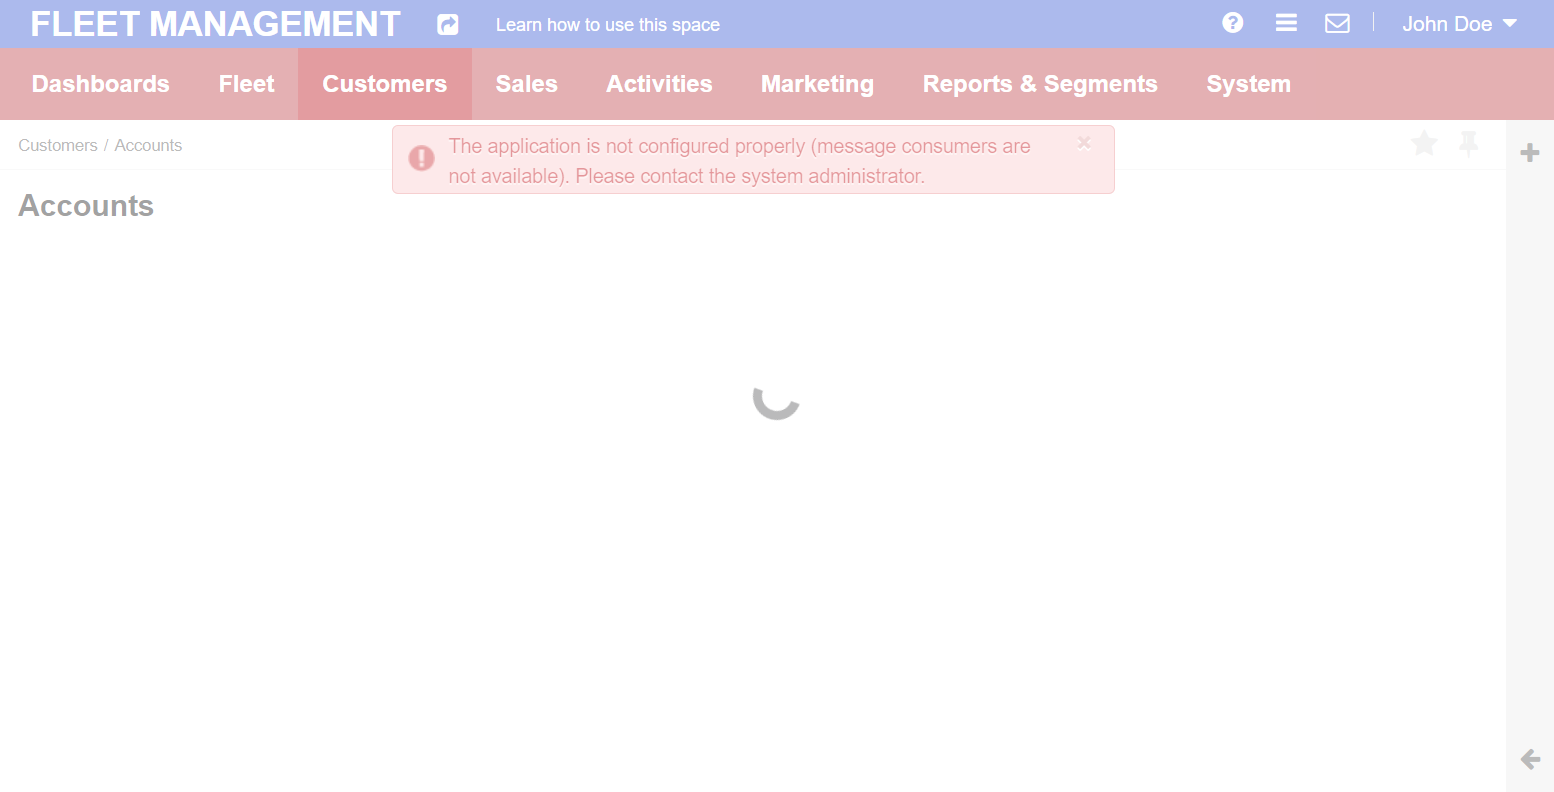 FLEET MANAGEMENT
Learn how to use this space
John Doe
Dashboards Fleet Customers Sales Activities Marketing Reports & Segments System
Customers / Accounts
The application is not configured properly (message consumers are
not available). Please contact the system administrator.
Accounts